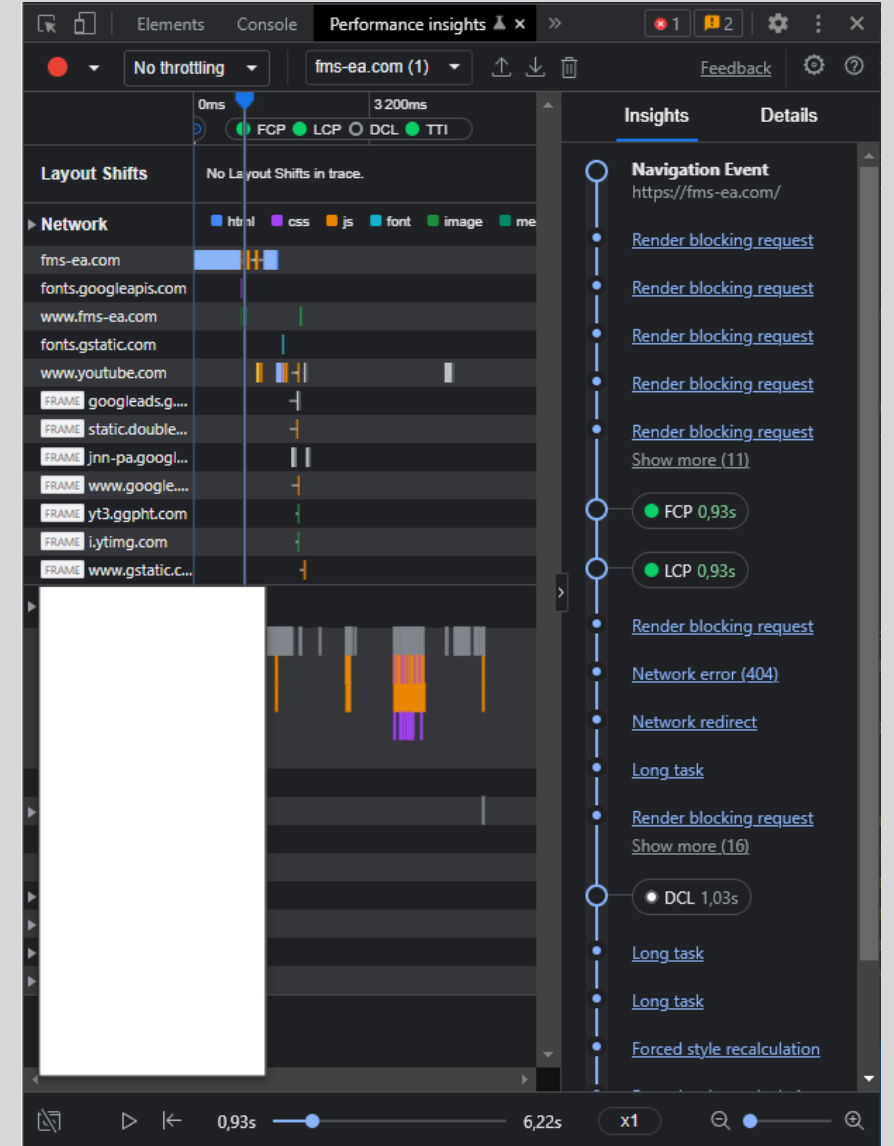 Elements Console Performance insights
1 2
No throttling fms-ea.com (1) Feedback
0ms 3 200ms
FCP LCP DCL TTI
Layout Shifts No Layout Shifts in trace.
Network html css js font image me
fms-ea.com
fonts.googleapis.com
www.fms-ea.com
fonts.gstatic.com
www.youtube.com
FRAME googleads.g....
FRAME static.double...
FRAME jnn-pa.googl...
FRAME www.google....
FRAME yt3.ggpht.com
FRAME i.ytimg.com
FRAME www.gstatic.c...
Insights Details
Navigation Event
https://fms-ea.com/
Render blocking request
Render blocking request
Render blocking request
Render blocking request
Render blocking request
Show more (11)
FCP 0,93s
LCP 0,93s
Render blocking request
Network error (404)
Network redirect
Long task
Render blocking request
Show more (16)
DCL 1,03s
Long task
Long task
Forced style recalculation
0,93s 6,22s x1